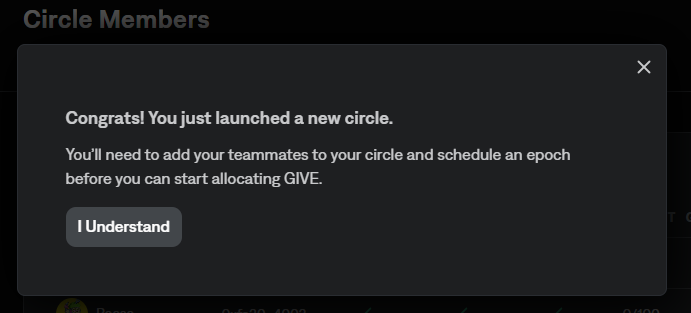 Circle Members
Congrats! You just launched a new circle.
You'll need to add your teammates to your circle and schedule an epoch
before you can start allocating GIVE.
I Understand